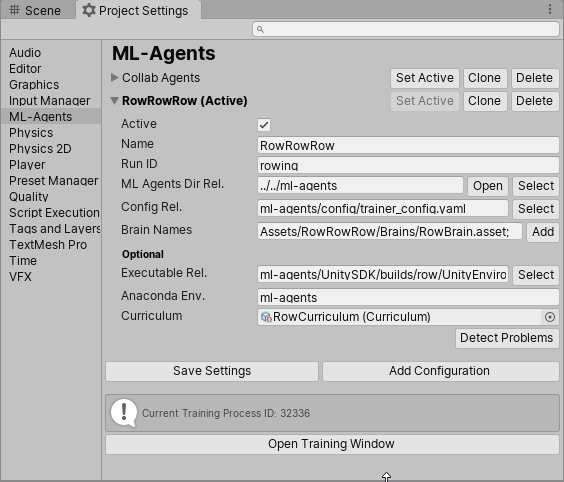 Scene Project Settings
ML-Agents
Audio
Editor
Graphics
Input Manager
ML-Agents
Physics
Physics 2D
Player
Preset Manager
Quality
Script Execution
Tags and Layers
TextMesh Pro
Time
VFX
Collab Agents Set Active Clone Delete
RowRowRow (Active) Set Active Clone Delete
Active
Name RowRowRow
Run ID rowing
ML Agents Dir Rel. ../../ml-agents Open Select
Config Rel. ml-agents/config/trainer_config.yaml Select
Brain Names Assets/RowRowRow/Brains/RowBrain.asset; Add
Optional
Executable Rel. ml-agents/UnitySDK/builds/row/UnityEnviro Select
Anaconda Env. ml-agents
Curriculum RowCurriculum (Curriculum)
Detect Problems
Save Settings Add Configuration
Current Training Process ID: 32336
Open Training Window